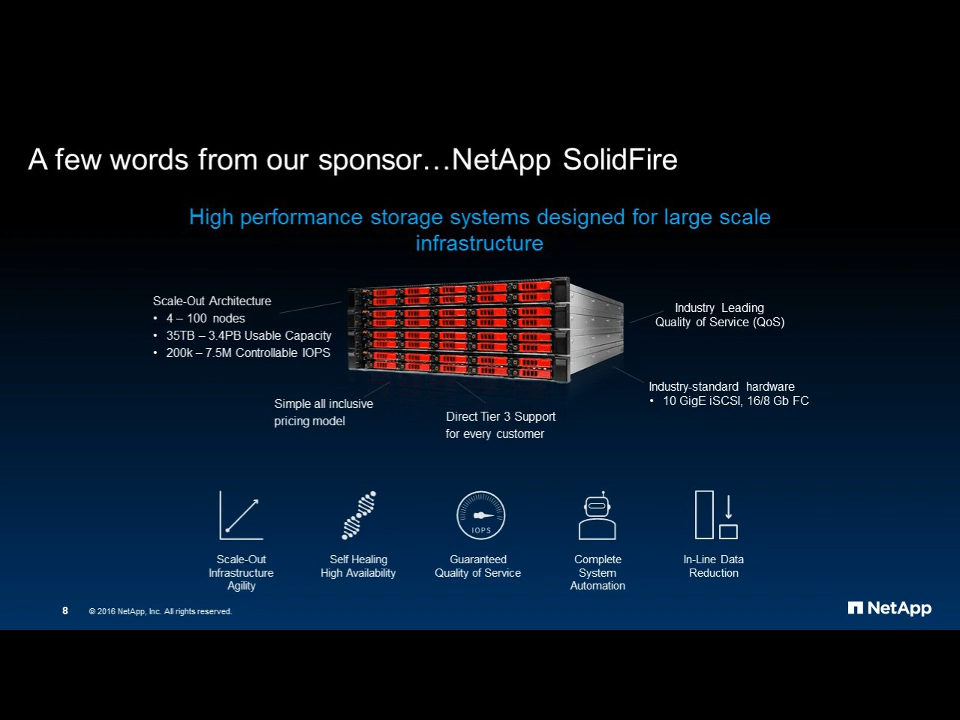 A few words from our sponsor…NetApp SolidFire
High performance storage systems designed for large scale
infrastructure
Scale-Out Architecture
• 4 – 100 nodes
• 35TB – 3.4PB Usable Capacity
• 200k – 7.5M Controllable IOPS
Industry Leading
Quality of Service (QoS)
Industry-standard hardware
• 10 GigE iSCSI, 16/8 Gb FC
Simple all inclusive
pricing model
Direct Tier 3 Support
for every customer
IOPS
Scale-Out
Infrastructure
Agility
Self Healing
High Availability
Guaranteed
Quality of Service
Complete
System
Automation
In-Line Data
Reduction
8 © 2016 NetApp, Inc. All rights reserved.
NetApp